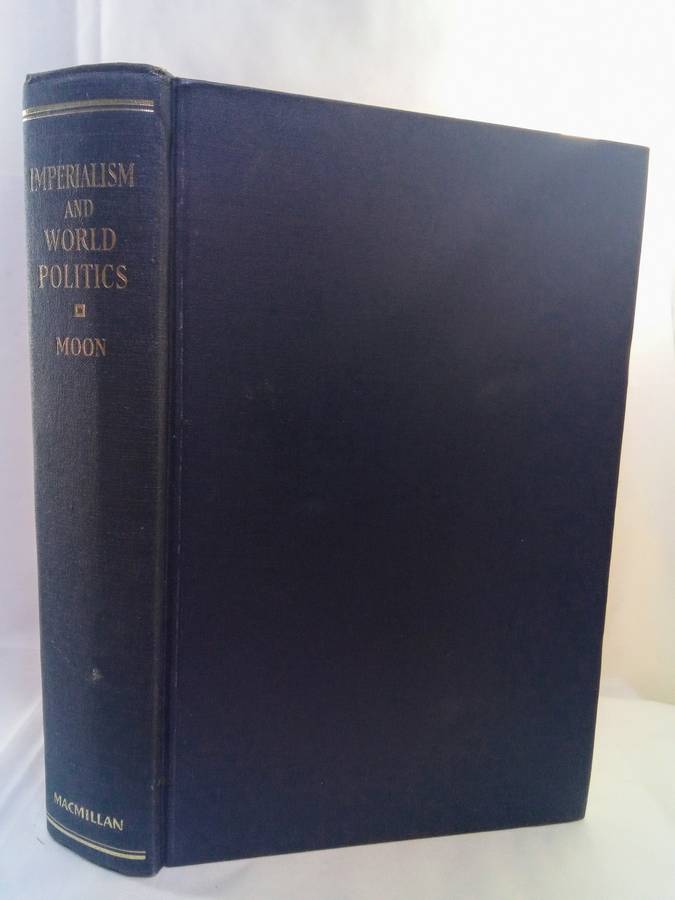 IMPERIALISM
AND
WORLD
POLITICS
MOON
MACMILLAN